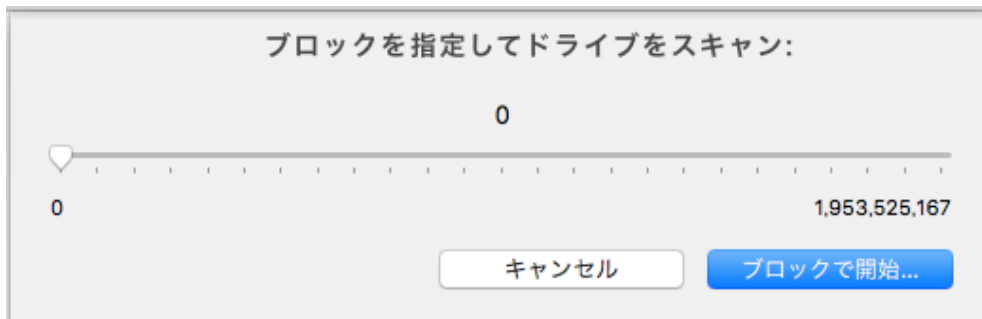 ブロックを指定してドライブをスキャン:
0
0 1,953,525,167
キャンセル ブロックで開始...